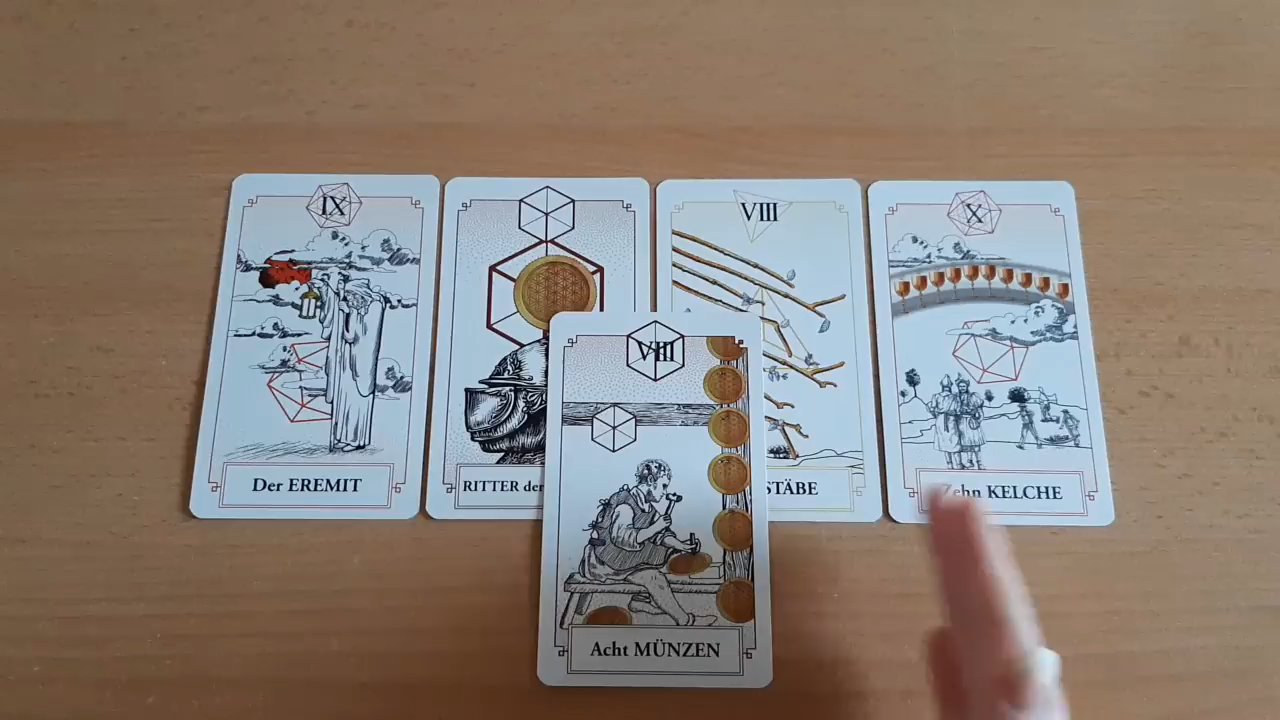 IX
VIII
X
VIII
Der EREMIT
RITTER der
STÄBE
Zehn KELCHE
Acht MÜNZEN